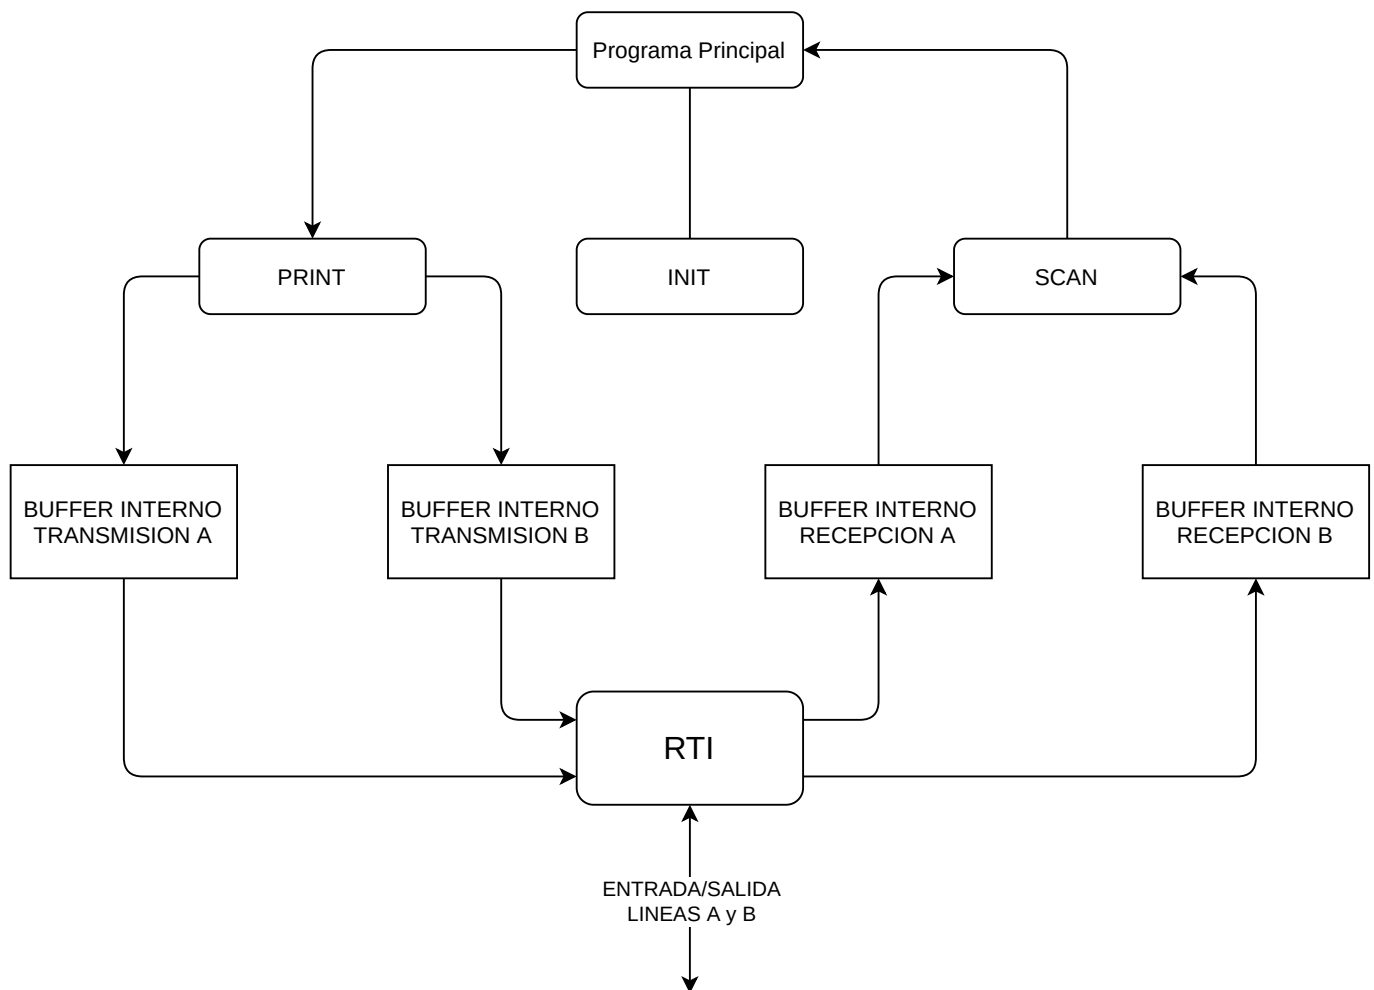 Programa Principal
PRINT
INIT
SCAN
BUFFER INTERNO
TRANSMISION A
BUFFER INTERNO
TRANSMISION B
BUFFER INTERNO
RECEPCION A
BUFFER INTERNO
RECEPCION B
RTI
ENTRADA/SALIDA
LINEAS A y B